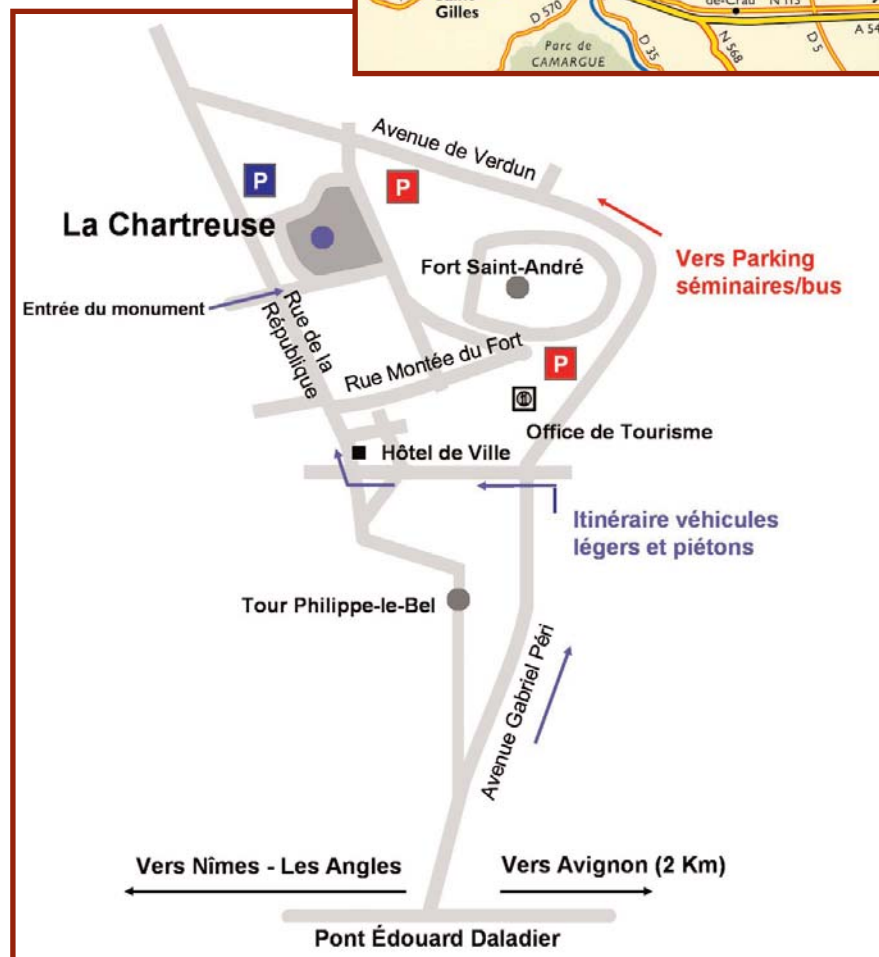 Gilles
D 570
Parc de
CAMARGUE
D 35
N 568
de-Crau
N 113
D 5
A 54
Avenue de Verdun
P
P
La Chartreuse
Fort Saint-André
Vers Parking
séminaires/bus
Entrée du monument
Rue de la
République
Rue Montée du Fort
P
Office de Tourisme
Hôtel de Ville
Itinéraire véhicules
légers et piétons
Tour Philippe-le-Bel
Avenue Gabriel Péri
Vers Nîmes - Les Angles
Vers Avignon (2 Km)
Pont Édouard Daladier